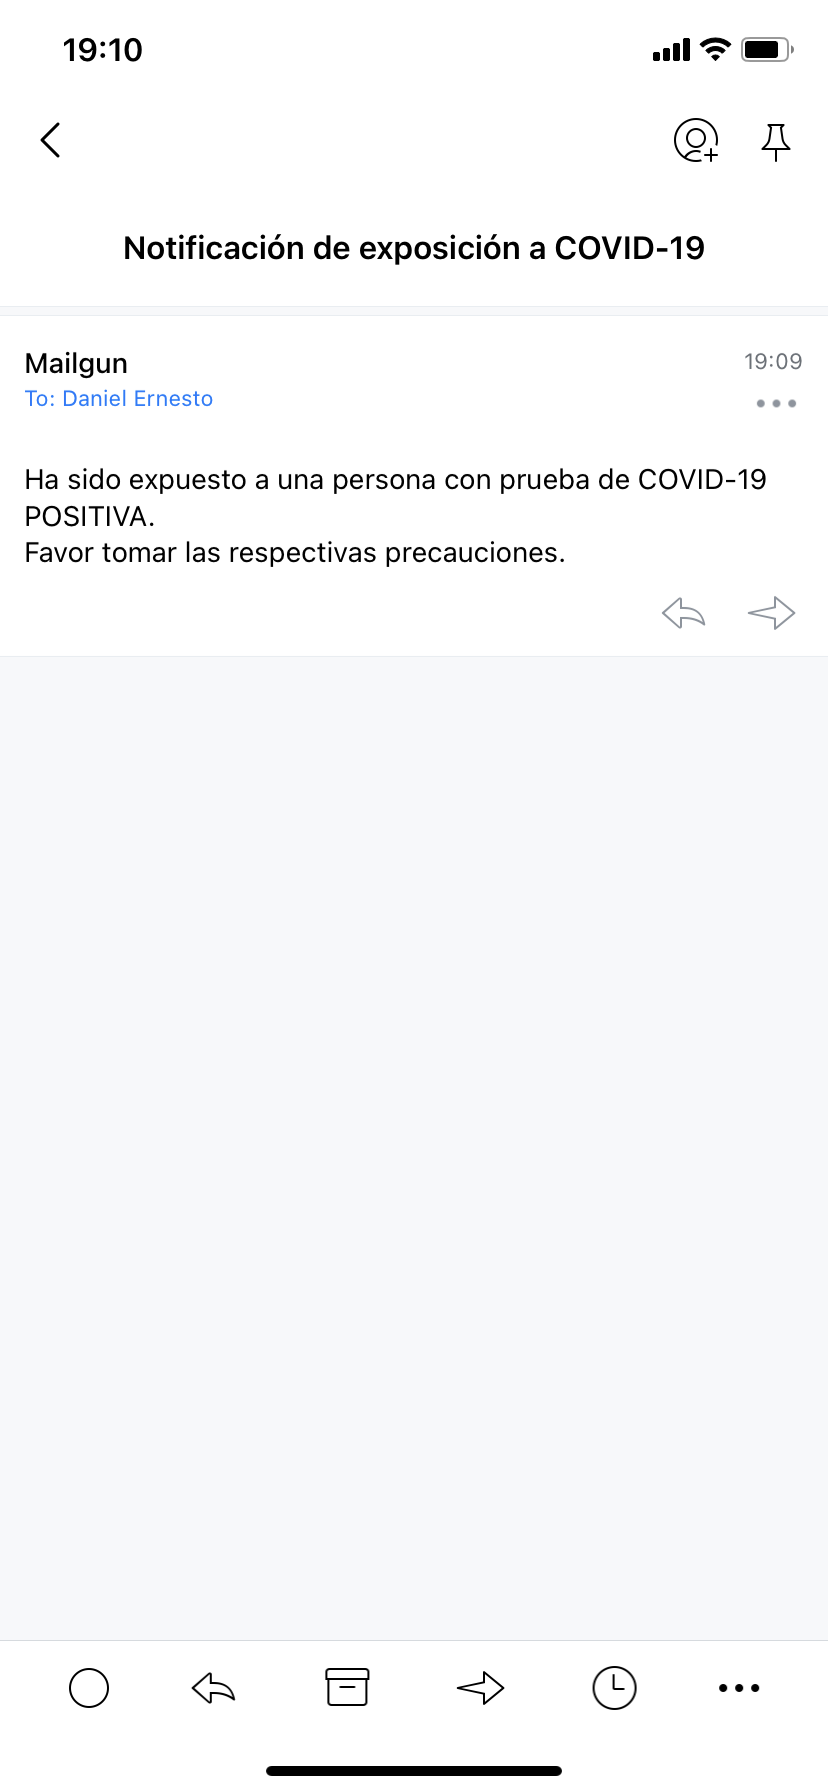 19:10
Notificación de exposición a COVID-19
Mailgun
19:09
To: Daniel Ernesto
Ha sido expuesto a una persona con prueba de COVID-19
POSITIVA.
Favor tomar las respectivas precauciones.